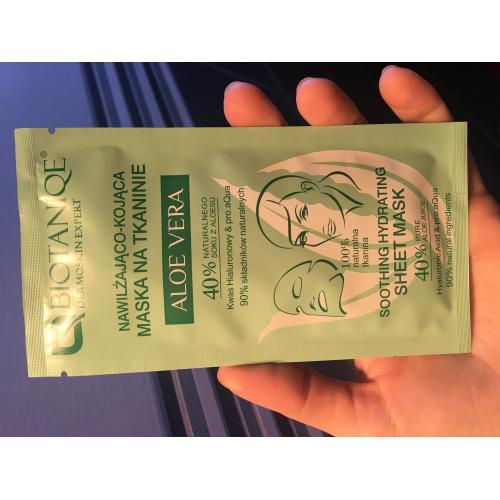 BIOTANIQE®
DERMOSKIN EXPERT
NAWILŻAJĄCO-KOJĄCA
MASKA NA TKANINIE
ALOE VERA
40% NATURALNEGO
SOKU Z ALOESU
Kwas Hialuronowy & pro.aQua
90% składników naturalnych
100%
naturalna
tkanina
SOOTHING HYDRATING
SHEET MASK
40% PURE
ALOE JUICE
Hyaluronic Acid & pro.aQua
90% natural ingredients